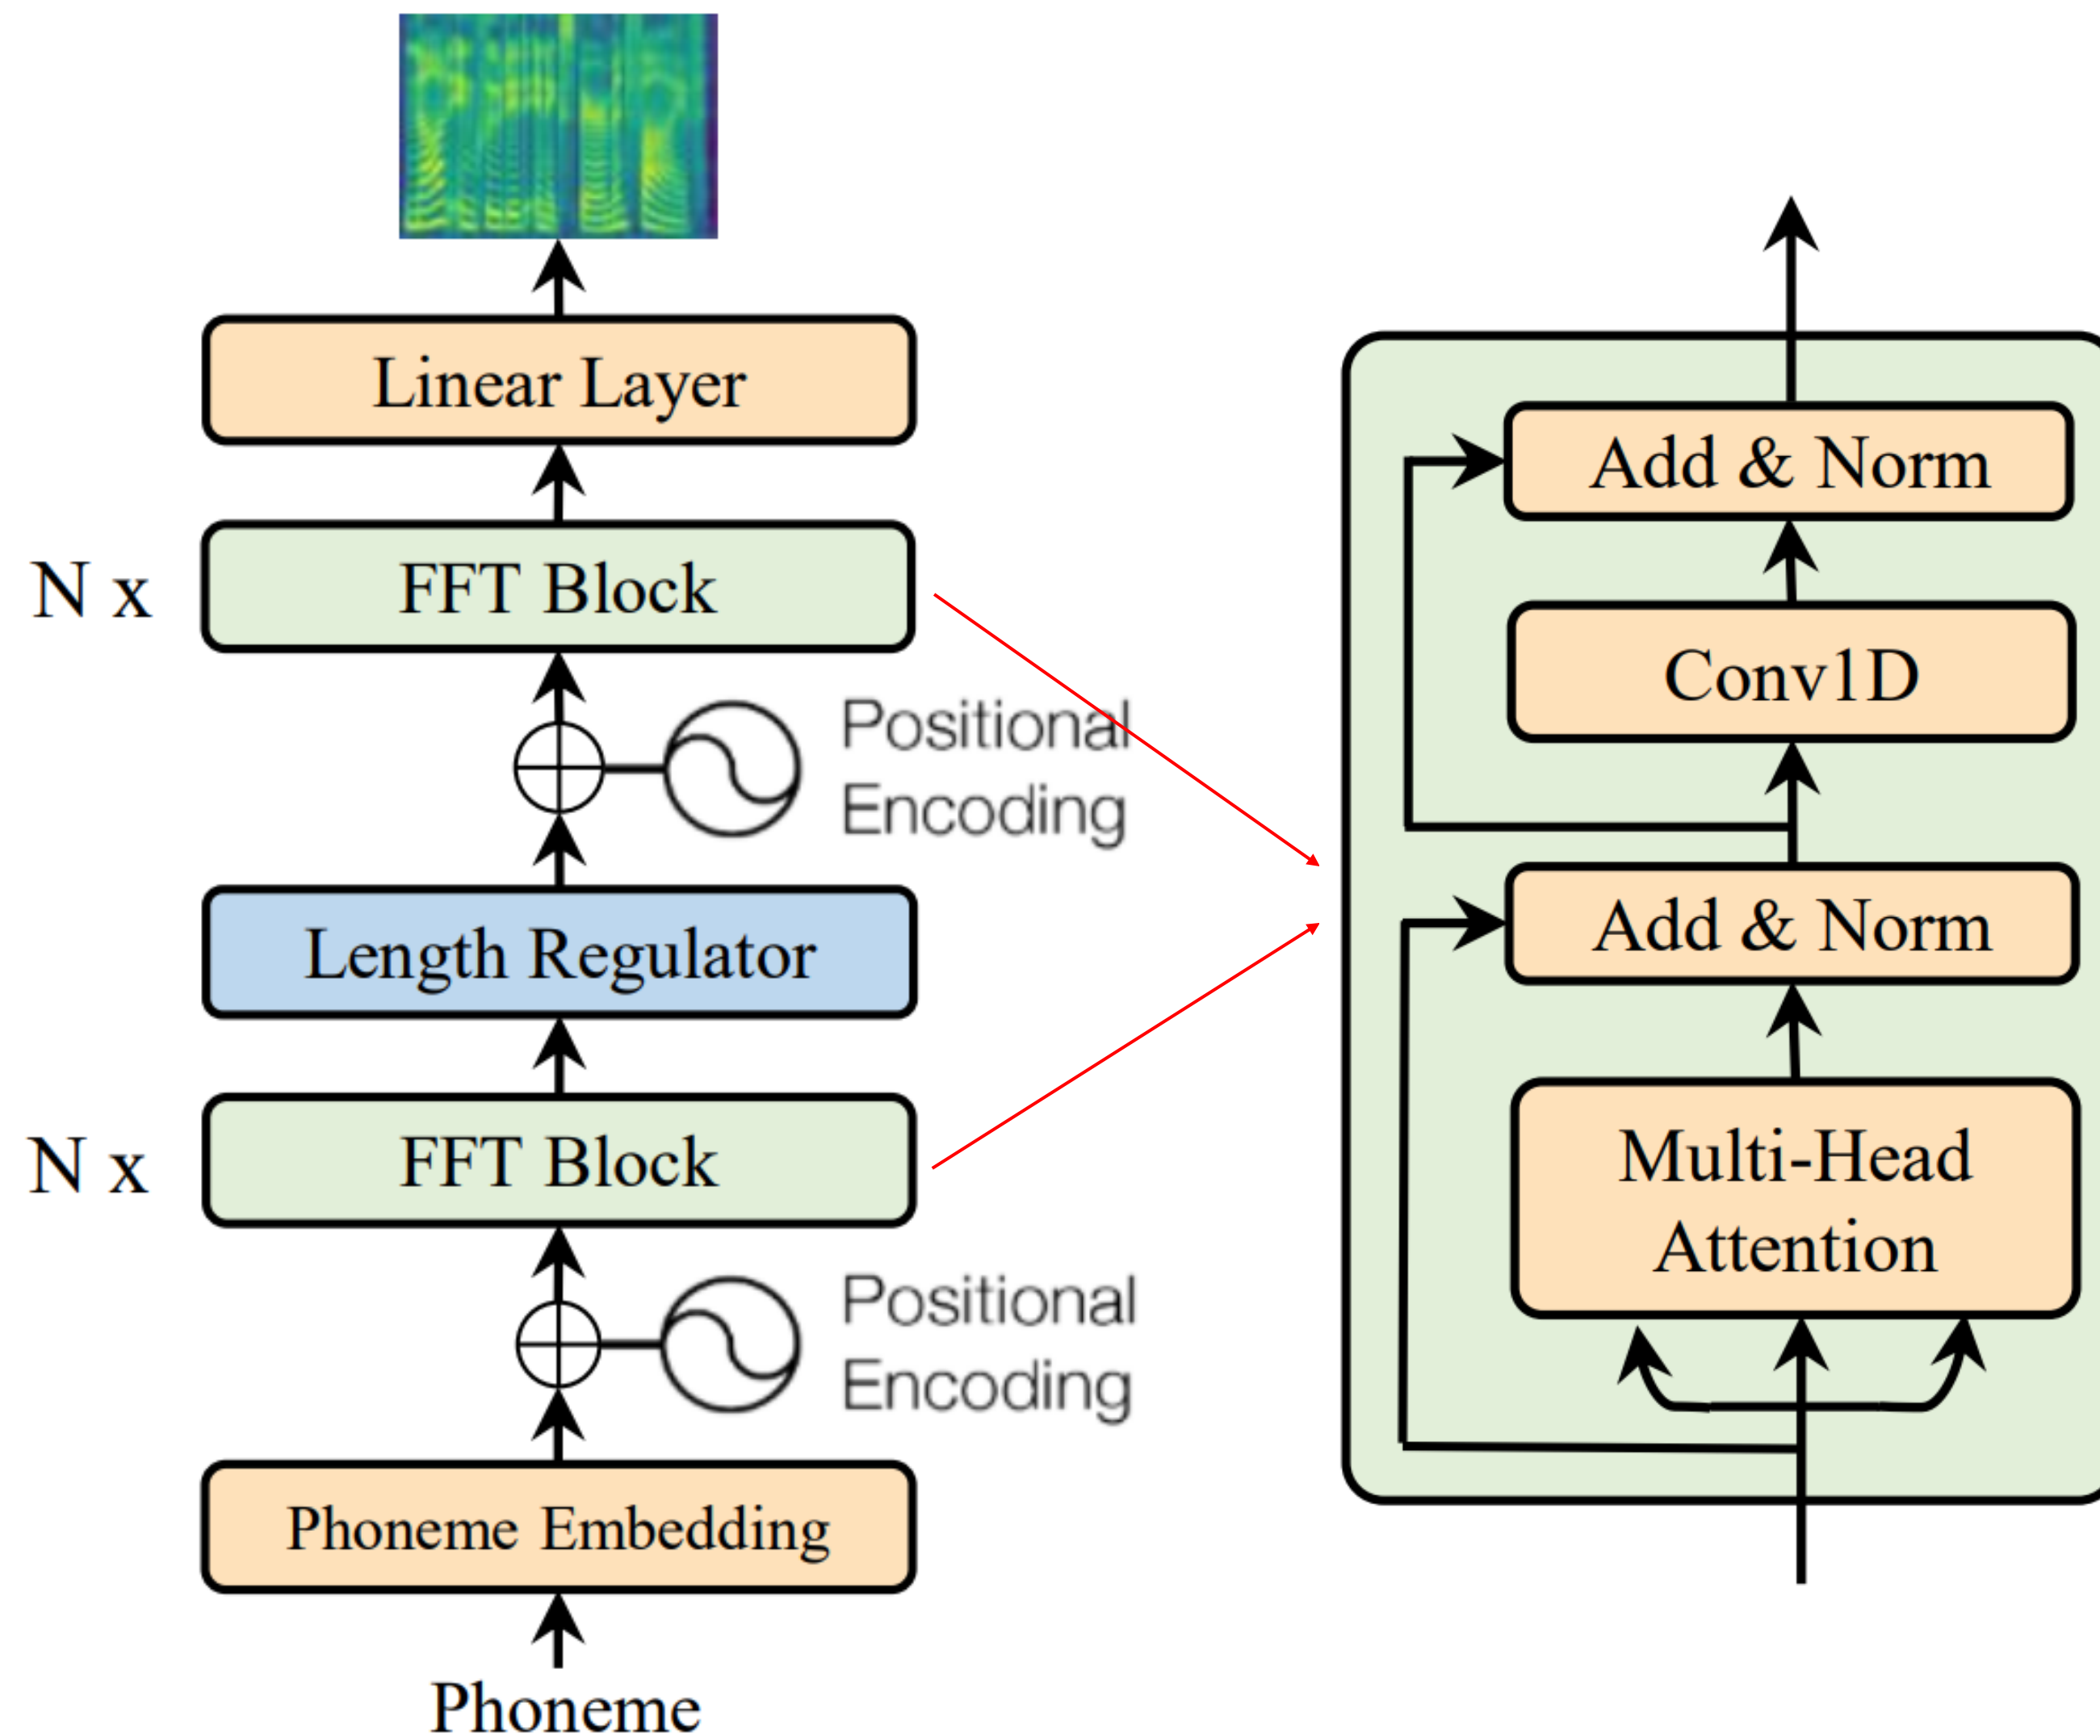 Linear Layer
N x
FFT Block
Positional
Encoding
Length Regulator
N x
FFT Block
Positional
Encoding
Phoneme Embedding
Phoneme
Add & Norm
Conv1D
Add & Norm
Multi-Head
Attention